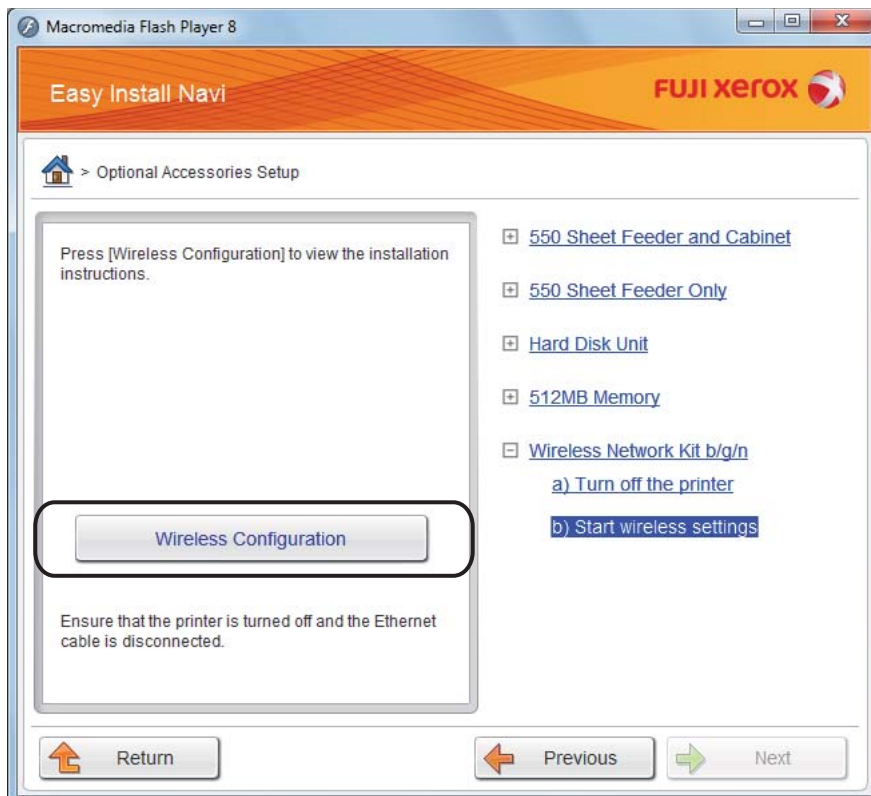 Macromedia Flash Player 8
Easy Install Navi
FUJI xerox
> Optional Accessories Setup
Press [Wireless Configuration] to view the installation
instructions.
Wireless Configuration
Ensure that the printer is turned off and the Ethernet
cable is disconnected.
550 Sheet Feeder and Cabinet
550 Sheet Feeder Only
Hard Disk Unit
512MB Memory
Wireless Network Kit b/g/n
a) Turn off the printer
b) Start wireless settings
Return
Previous
Next